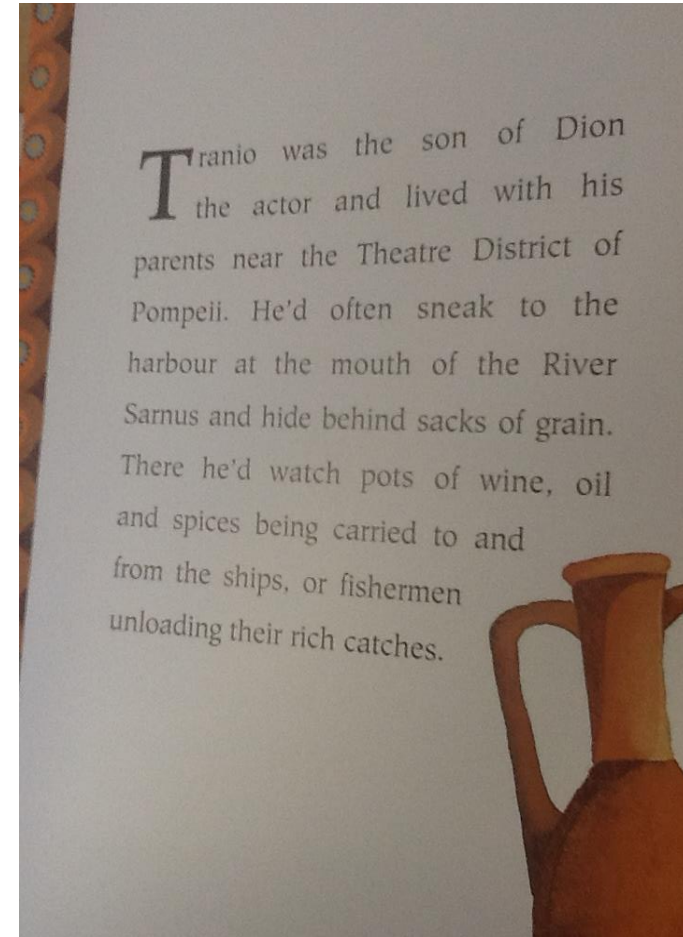 Tranio was the son of Dion
the actor and lived with his
parents near the Theatre District of
Pompeii. He'd often sneak to the
harbour at the mouth of the River
Sarnus and hide behind sacks of grain.
There he'd watch pots of wine, oil
and spices being carried to and
from the ships, or fishermen
unloading their rich catches.